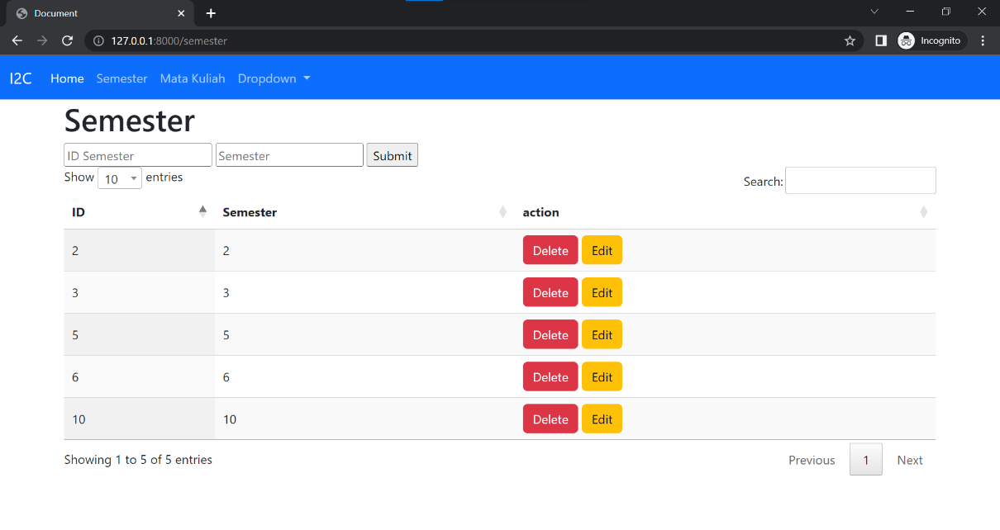 Document
127.0.0.1:8000/semester
Incognito
I2C Home Semester Mata Kuliah Dropdown
Semester
ID Semester Semester Submit
Show 10 entries
Search:
ID Semester action
2 2 Delete Edit
3 3 Delete Edit
5 5 Delete Edit
6 6 Delete Edit
10 10 Delete Edit
Showing 1 to 5 of 5 entries
Previous 1 Next